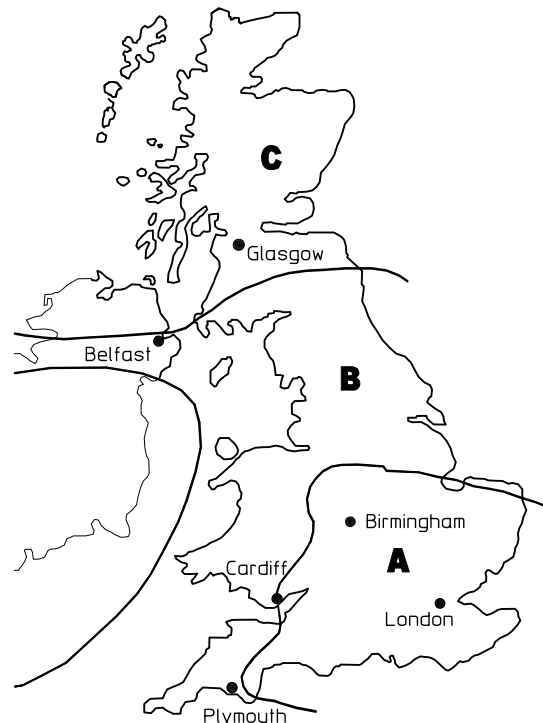 C
Glasgow
Belfast
B
Birmingham
A
Cardiff
London
Plymouth